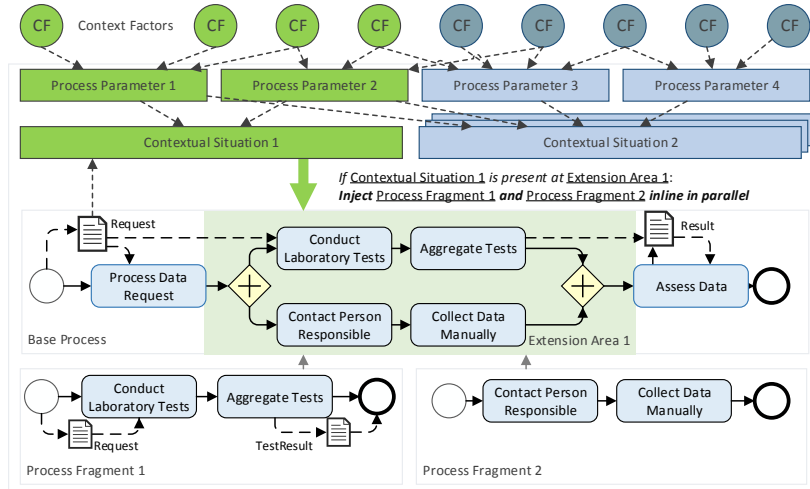 CF Context Factors CF CF CF CF CF CF CF
Process Parameter 1 Process Parameter 2 Process Parameter 3 Process Parameter 4
Contextual Situation 1 Contextual Situation 2
If Contextual Situation 1 is present at Extension Area 1:
Inject Process Fragment 1 and Process Fragment 2 inline in parallel
Request
Result
Process Data
Request
Conduct
Laboratory Tests
Aggregate Tests
Assess Data
Contact Person
Responsible
Collect Data
Manually
Base Process
Extension Area 1
Conduct
Laboratory Tests
Aggregate Tests
Request
TestResult
Process Fragment 1
Contact Person
Responsible
Collect Data
Manually
Process Fragment 2